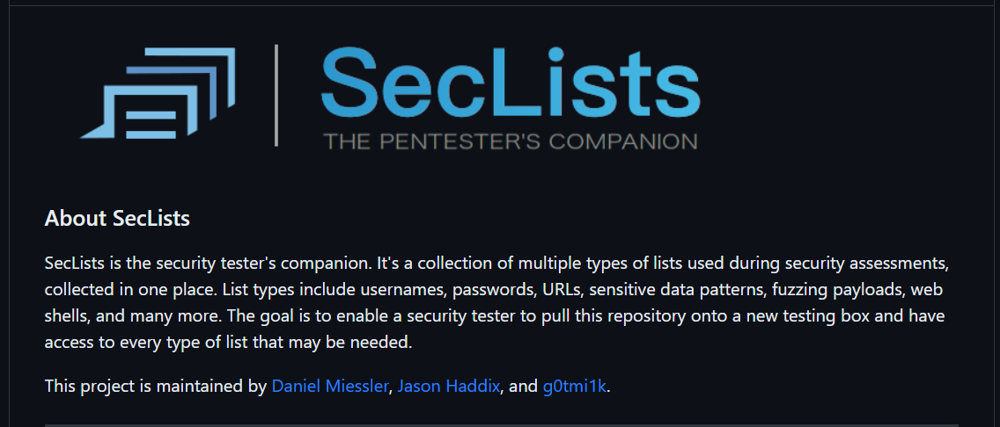 SecLists
THE PENTESTER'S COMPANION
About SecLists
SecLists is the security tester's companion. It's a collection of multiple types of lists used during security assessments,
collected in one place. List types include usernames, passwords, URLs, sensitive data patterns, fuzzing payloads, web
shells, and many more. The goal is to enable a security tester to pull this repository onto a new testing box and have
access to every type of list that may be needed.
This project is maintained by Daniel Miessler, Jason Haddix, and g0tmi1k.